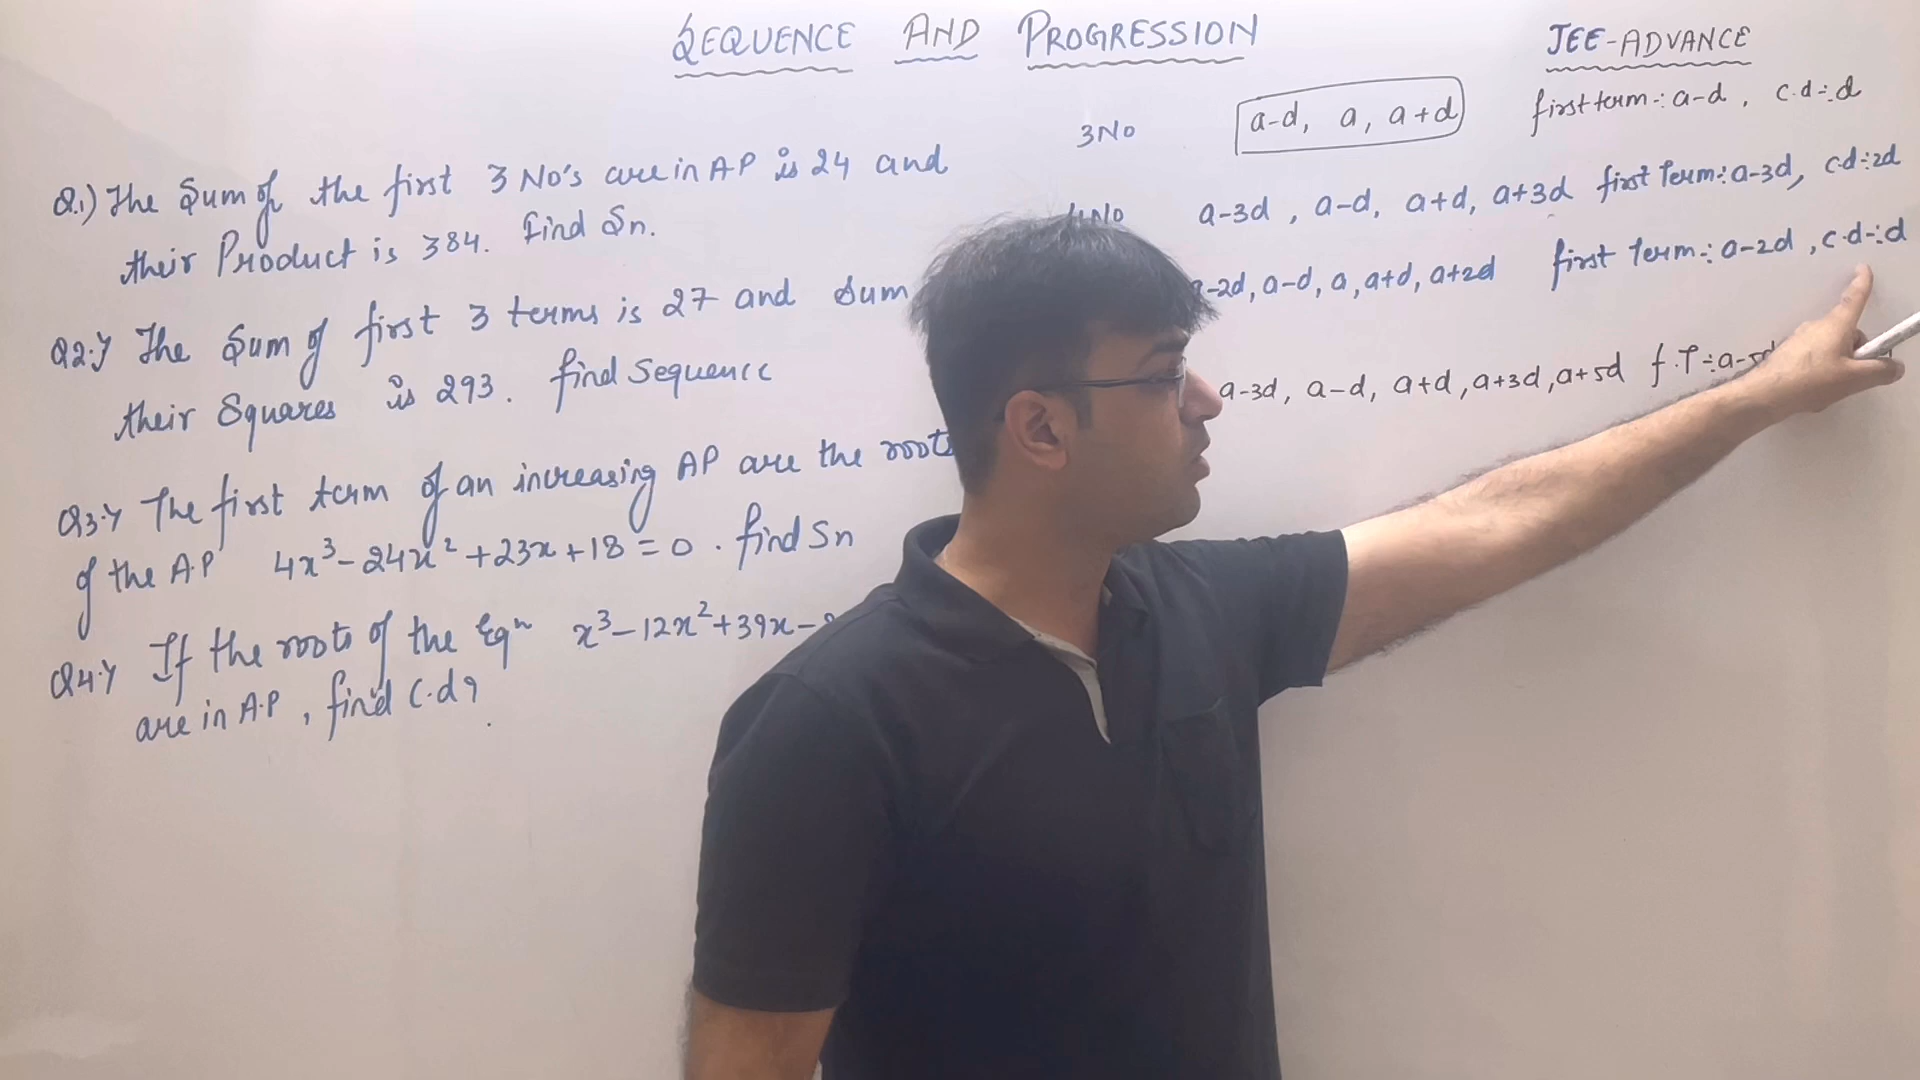 SEQUENCE AND PROGRESSION
JEE-ADVANCE
3No a-d, a, a+d first term:- a-d, c.d:-d
a-3d, a-d, a+d, a+3d first Term:- a-3d, c.d:-2d
-2d, a-d, a, a+d, a+2d first Term:- a-2d, c.d-:d
a-3d, a-d, a+d, a+3d, a+5d f.T:- a-5d
Q.1) The Sum of the first 3 No's are in AP is 24 and
their Product is 384. find Sn.
Q2.) The Sum of first 3 terms is 27 and Sum
their Squares is 293. find Sequence
Q3.) The first term of an increasing AP are the roots
of the A.P 4x³-24x²+23x+18=0. find Sn
Q4.) If the roots of the Eqⁿ x³-12x²+39x-
are in A.P, find C.d?